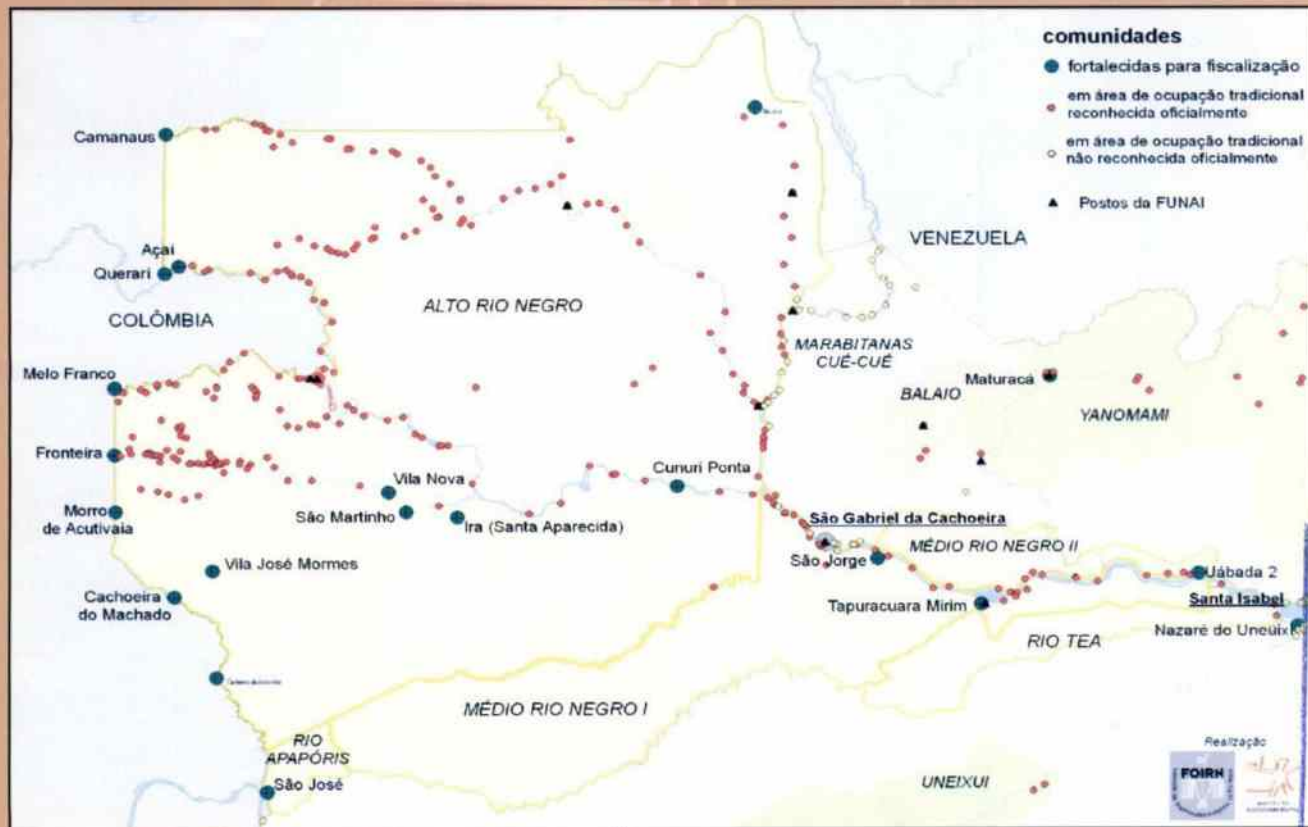 comunidades
fortalecidas para fiscalização
em área de ocupação tradicional
reconhecida oficialmente
em área de ocupação tradicional
não reconhecida oficialmente
Postos da FUNAI
Camanaus
VENEZUELA
Açai
Querari
ALTO RIO NEGRO
COLÔMBIA
MARABITANAS
CUÉ-CUÉ
Melo Franco
Maturacá
BALAIO
YANOMAMI
Fronteira
Cunuri Ponta
Vila Nova
Morro
de Acutivaia
São Martinho
Ira (Santa Aparecida)
São Gabriel da Cachoeira
MÉDIO RIO NEGRO II
São Jorge
Vila José Mormes
Uábada 2
Cachoeira
do Machado
Tapuracuara Mirim
Santa Isabel
Nazaré do Uneuixi
RIO TEA
MÉDIO RIO NEGRO I
RIO
APAPÓRIS
São José
UNEIXUI
Realização
FOIRN